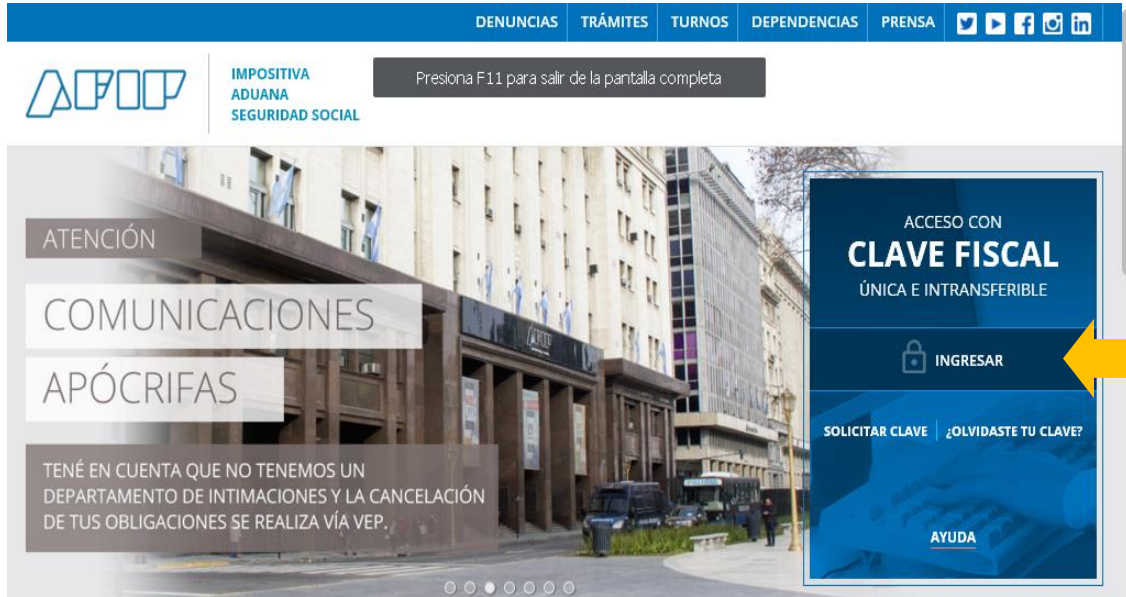 DENUNCIAS TRÁMITES TURNOS DEPENDENCIAS PRENSA
AFIP
IMPOSITIVA
ADUANA
SEGURIDAD SOCIAL
Presiona F11 para salir de la pantalla completa
ATENCIÓN
COMUNICACIONES
APÓCRIFAS
TENÉ EN CUENTA QUE NO TENEMOS UN
DEPARTAMENTO DE INTIMACIONES Y LA CANCELACIÓN
DE TUS OBLIGACIONES SE REALIZA VÍA VEP.
ACCESO CON
CLAVE FISCAL
ÚNICA E INTRANSFERIBLE
INGRESAR
SOLICITAR CLAVE ¿OLVIDASTE TU CLAVE?
AYUDA